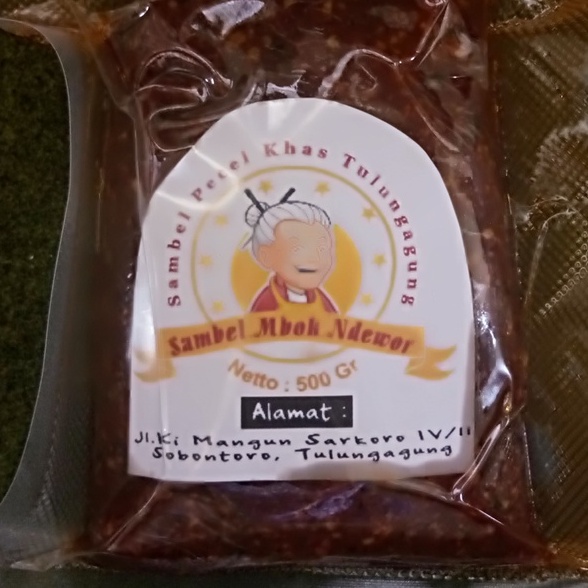 Sambel Pecel Khas Tulungagung
Sambel Mbok Ndewor
Netto : 500 Gr
Alamat :
Jl.Ki Mangun Sarkoro IV/11
Sobontoro, Tulungagung